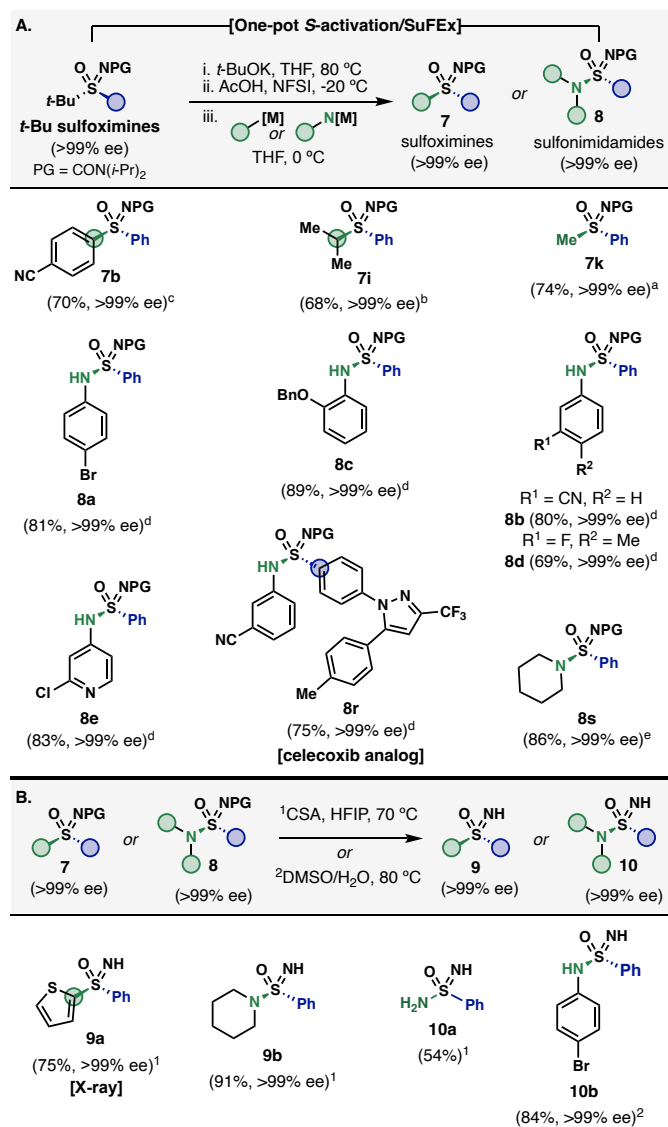 A.
[One-pot S-activation/SuFEx]
O NPG
S
t-Bu
t-Bu sulfoximines
(>99% ee)
PG = CON(i-Pr)2
i. t-BuOK, THF, 80 ºC
ii. AcOH, NFSI, -20 ºC
iii.
[M]
or
N[M]
THF, 0 ºC
O NPG
S
7
sulfoximines
(>99% ee)
or
O NPG
N S
8
sulfonimidamides
(>99% ee)
O NPG
S
Ph
NC
7b
(70%, >99% ee)c
O NPG
Me S
Ph
Me
7i
(68%, >99% ee)b
O NPG
S
Me Ph
7k
(74%, >99% ee)a
O NPG
S
HN Ph
Br
8a
(81%, >99% ee)d
O NPG
S
HN Ph
BnO
8c
(89%, >99% ee)d
O NPG
S
HN Ph
R1
R2
R1 = CN, R2 = H
8b (80%, >99% ee)d
R1 = F, R2 = Me
8d (69%, >99% ee)d
O NPG
S
HN Ph
Cl N
8e
(83%, >99% ee)d
O NPG
S
HN
N N
CF3
NC
Me
8r
(75%, >99% ee)d
[celecoxib analog]
O NPG
S
N Ph
8s
(86%, >99% ee)e
B.
O NPG
S
7
(>99% ee)
or
O NPG
N S
8
(>99% ee)
1CSA, HFIP, 70 ºC
or
2DMSO/H2O, 80 ºC
O NH
S
9
(>99% ee)
or
O NH
N S
10
(>99% ee)
O NH
S S
Ph
9a
(75%, >99% ee)1
[X-ray]
O NH
S
N Ph
9b
(91%, >99% ee)1
O NH
S
H2N Ph
10a
(54%)1
O NH
S
HN Ph
Br
10b
(84%, >99% ee)2